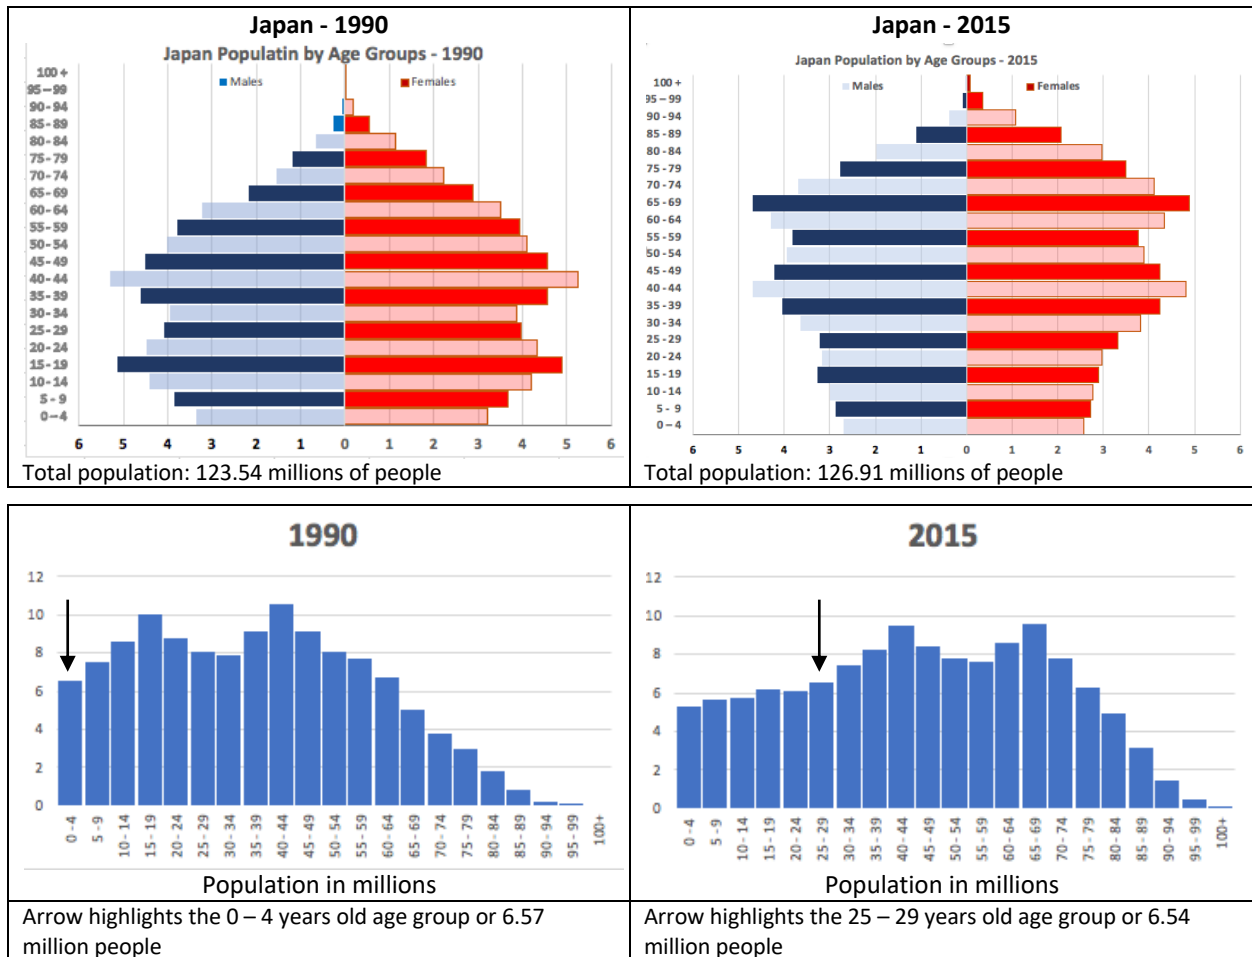 Japan - 1990
Japan Populatin by Age Groups - 1990
Males
Females
100 +
95 – 99
90 - 94
85 - 89
80 - 84
75 - 79
70 - 74
65 - 69
60 - 64
55 - 59
50 - 54
45 - 49
40 - 44
35 - 39
30 - 34
25 - 29
20 - 24
15 - 19
10 - 14
5 - 9
0 – 4
6 5 4 3 2 1 0 1 2 3 4 5 6
Total population: 123.54 millions of people
Japan - 2015
Japan Population by Age Groups - 2015
Males
Females
100 +
95 – 99
90 - 94
85 - 89
80 - 84
75 - 79
70 - 74
65 - 69
60 - 64
55 - 59
50 - 54
45 - 49
40 - 44
35 - 39
30 - 34
25 - 29
20 - 24
15 - 19
10 - 14
5 - 9
0 – 4
6 5 4 3 2 1 0 1 2 3 4 5 6
Total population: 126.91 millions of people
1990
12
10
8
6
4
2
0
0 - 4
5 - 9
10 - 14
15 - 19
20 - 24
25 - 29
30 - 34
35 - 39
40 - 44
45 - 49
50 - 54
55 - 59
60 - 64
65 - 69
70 - 74
75 - 79
80 - 84
85 - 89
90 - 94
95 - 99
100+
Population in millions
Arrow highlights the 0 – 4 years old age group or 6.57
million people
2015
12
10
8
6
4
2
0
0 - 4
5 - 9
10 - 14
15 - 19
20 - 24
25 - 29
30 - 34
35 - 39
40 - 44
45 - 49
50 - 54
55 - 59
60 - 64
65 - 69
70 - 74
75 - 79
80 - 84
85 - 89
90 - 94
95 - 99
100+
Population in millions
Arrow highlights the 25 – 29 years old age group or 6.54
million people